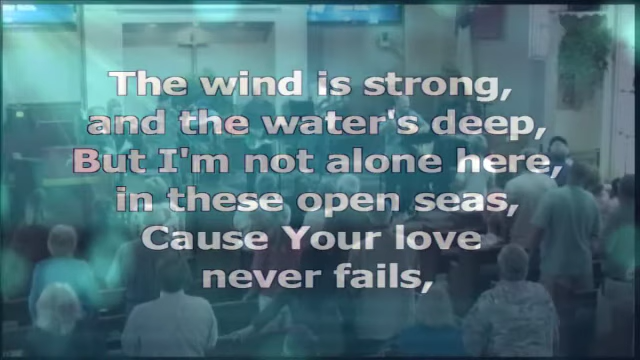 The wind is strong,
and the water's deep,
But I'm not alone here,
in these open seas,
Cause Your love
never fails,